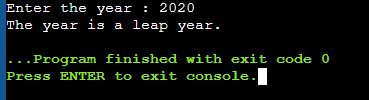 Enter the year : 2020
The year is a leap year.
...Program finished with exit code 0
Press ENTER to exit console.